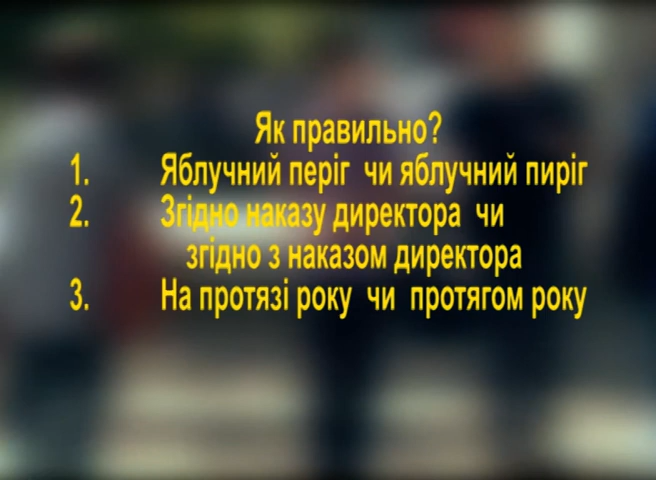 Як правильно?
1. Яблучний періг чи яблучний пиріг
2. Згідно наказу директора чи
згідно з наказом директора
3. На протязі року чи протягом року